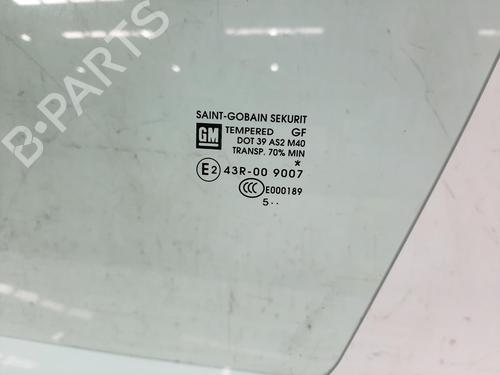 B-PARTS
SAINT-GOBAIN SEKURIT
GM TEMPERED GF
DOT 39 AS2 M40
TRANSP. 70% MIN
*
E2 43R-00 9007
CCC E000189
5··